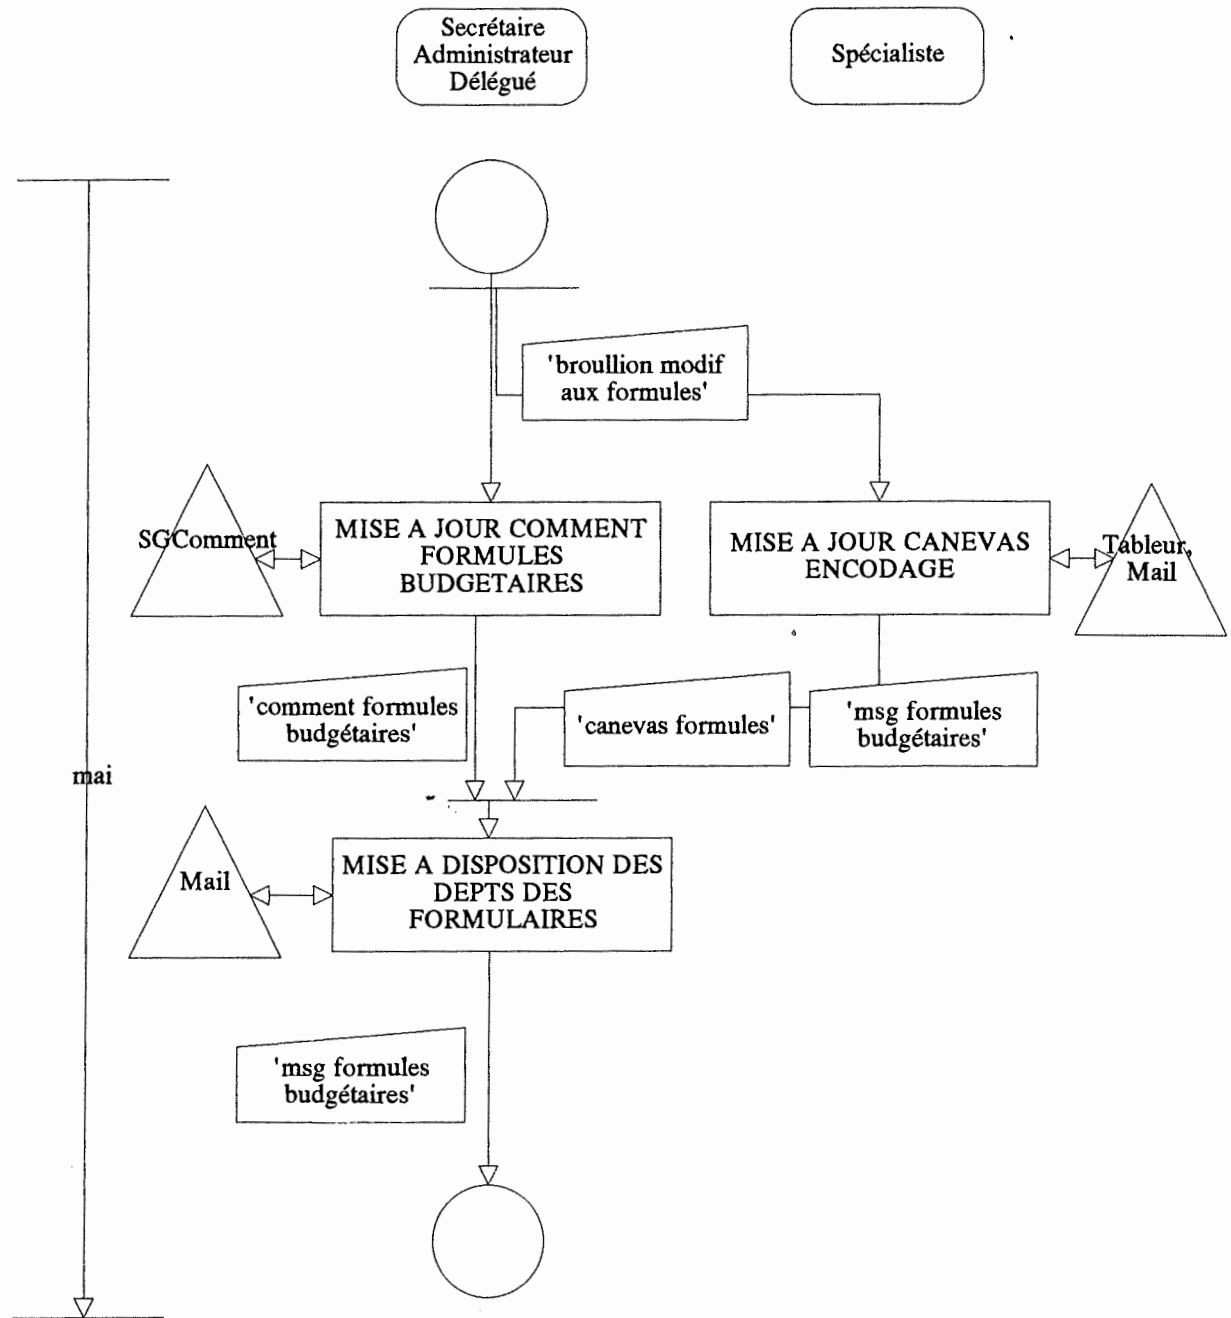 Secrétaire
Administrateur
Délégué
Spécialiste
'broullion modif
aux formules'
SGComment
MISE A JOUR COMMENT
FORMULES
BUDGETAIRES
MISE A JOUR CANEVAS
ENCODAGE
Tableur,
Mail
'comment formules
budgétaires'
'canevas formules'
'msg formules
budgétaires'
mai
Mail
MISE A DISPOSITION DES
DEPTS DES
FORMULAIRES
'msg formules
budgétaires'